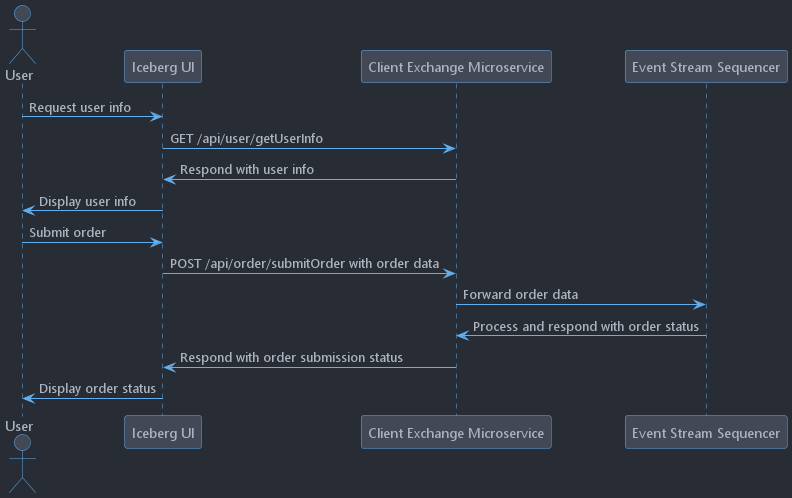 User
Iceberg UI
Client Exchange Microservice
Event Stream Sequencer
Request user info
GET /api/user/getUserInfo
Respond with user info
Display user info
Submit order
POST /api/order/submitOrder with order data
Forward order data
Process and respond with order status
Respond with order submission status
Display order status
User
Iceberg UI
Client Exchange Microservice
Event Stream Sequencer